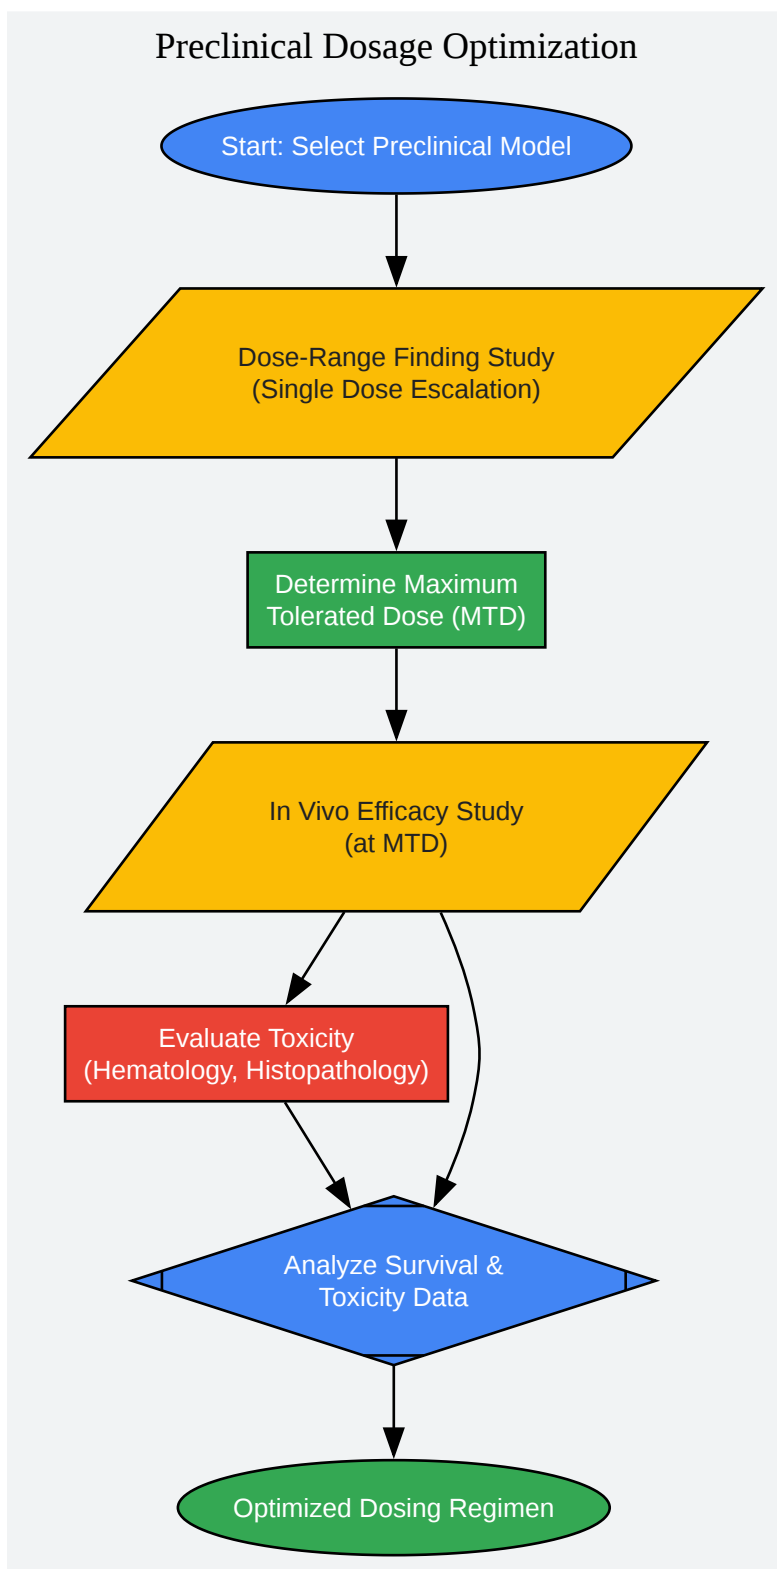 Preclinical Dosage Optimization
Start: Select Preclinical Model
Dose-Range Finding Study
(Single Dose Escalation)
Determine Maximum
Tolerated Dose (MTD)
In Vivo Efficacy Study
(at MTD)
Evaluate Toxicity
(Hematology, Histopathology)
Analyze Survival &
Toxicity Data
Optimized Dosing Regimen